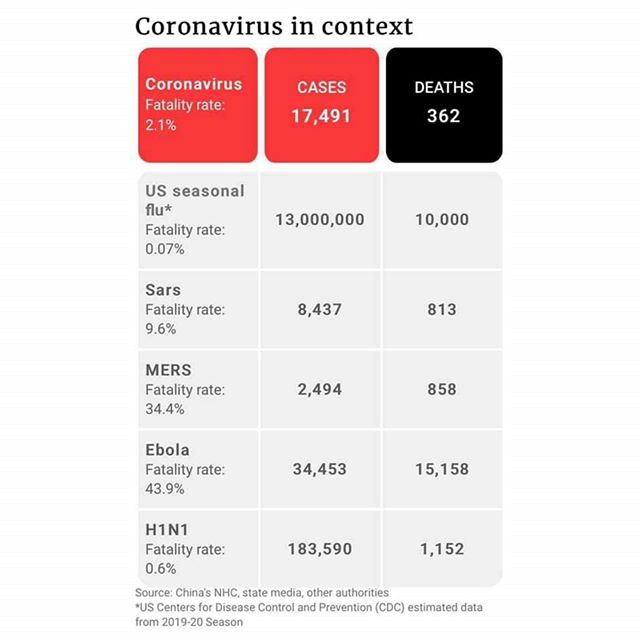 Coronavirus in context
Coronavirus
Fatality rate:
2.1%
CASES
17,491
DEATHS
362
US seasonal
flu*
Fatality rate:
0.07%
13,000,000
10,000
Sars
Fatality rate:
9.6%
8,437
813
MERS
Fatality rate:
34.4%
2,494
858
Ebola
Fatality rate:
43.9%
34,453
15,158
H1N1
Fatality rate:
0.6%
183,590
1,152
Source: China's NHC, state media, other authorities
*US Centers for Disease Control and Prevention (CDC) estimated data
from 2019-20 Season